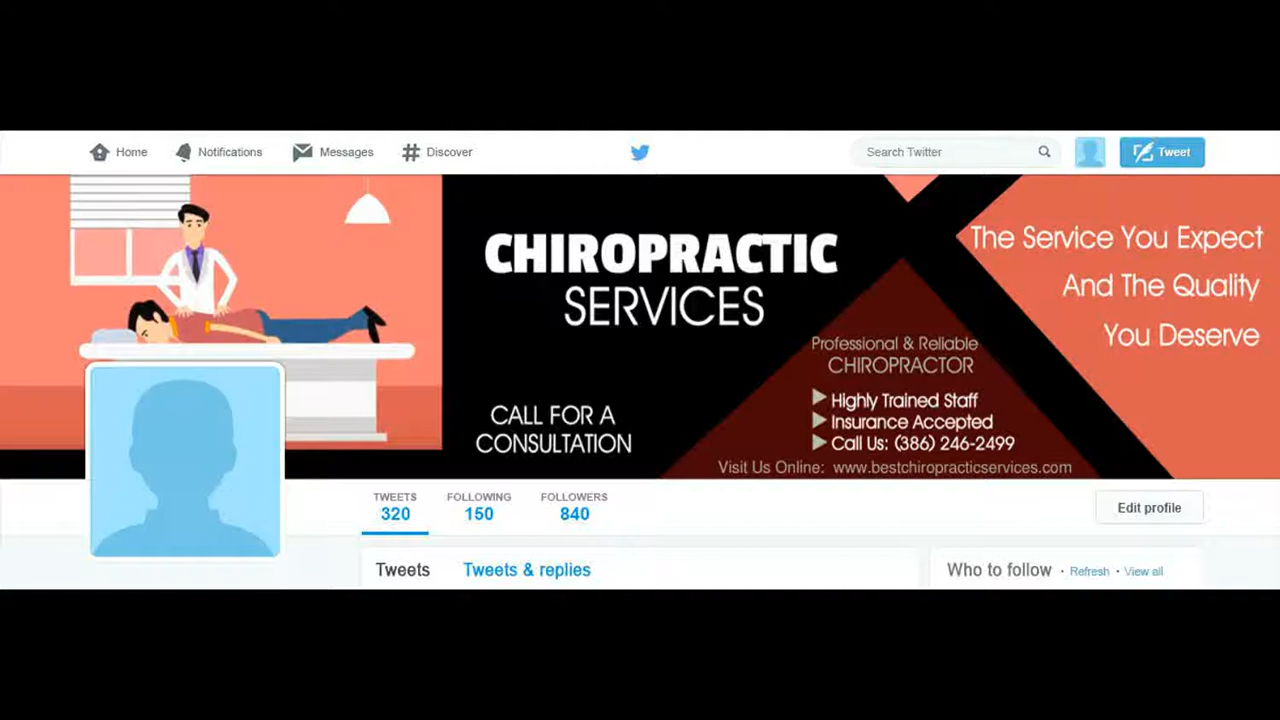 Home Notifications Messages Discover Search Twitter Tweet
CHIROPRACTIC
SERVICES
CALL FOR A
CONSULTATION
Professional & Reliable
CHIROPRACTOR
Highly Trained Staff
Insurance Accepted
Call Us: (386) 246-2499
Visit Us Online: www.bestchiropracticservices.com
The Service You Expect
And The Quality
You Deserve
TWEETS FOLLOWING FOLLOWERS
320 150 840
Edit profile
Tweets Tweets & replies
Who to follow · Refresh · View all